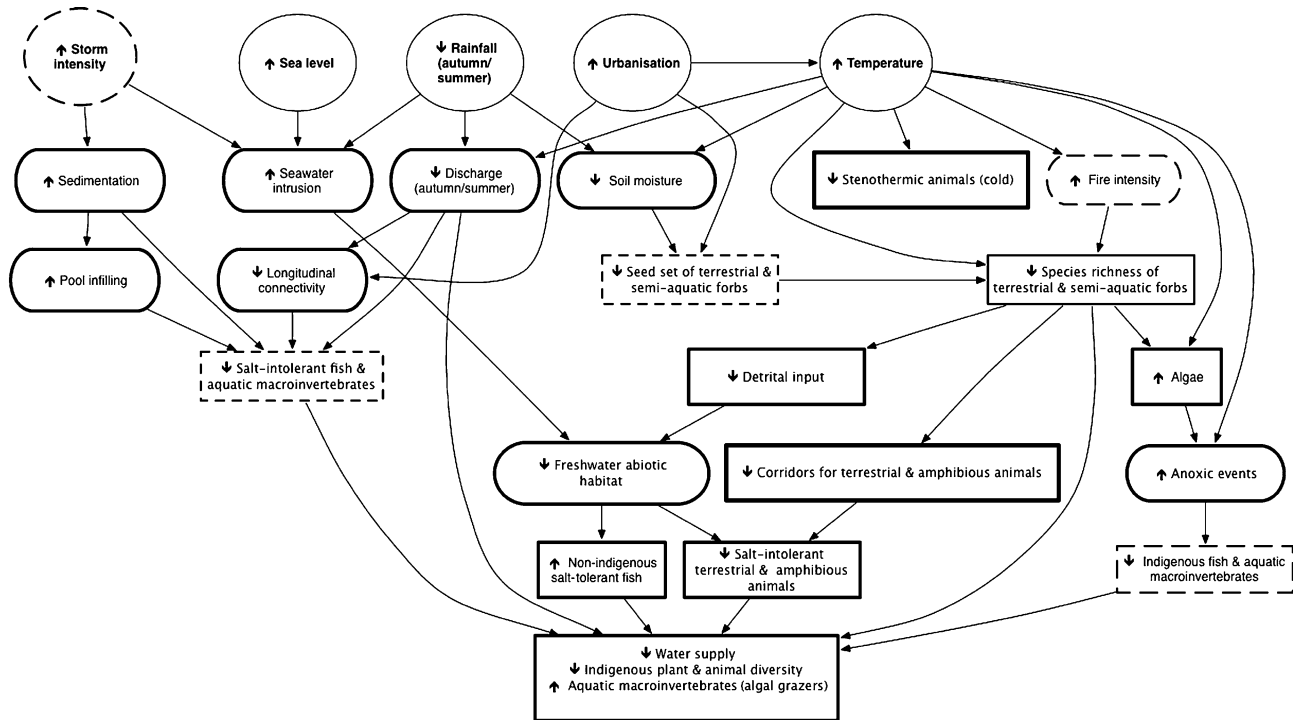 ↑ Storm
intensity
↑ Sea level
↓ Rainfall
(autumn/
summer)
↑ Urbanisation
↑ Temperature
↑ Sedimentation
↑ Seawater
intrusion
↓ Discharge
(autumn/summer)
↓ Soil moisture
↓ Stenothermic animals (cold)
↑ Fire intensity
↑ Pool infilling
↓ Longitudinal
connectivity
↓ Seed set of terrestrial &
semi-aquatic forbs
↓ Species richness of
terrestrial & semi-aquatic forbs
↓ Salt-intolerant fish &
aquatic macroinvertebrates
↓ Detrital input
↑ Algae
↓ Freshwater abiotic
habitat
↓ Corridors for terrestrial & amphibious animals
↑ Anoxic events
↑ Non-indigenous
salt-tolerant fish
↓ Salt-intolerant
terrestrial & amphibious
animals
↓ Indigenous fish & aquatic
macroinvertebrates
↓ Water supply
↓ Indigenous plant & animal diversity
↑ Aquatic macroinvertebrates (algal grazers)